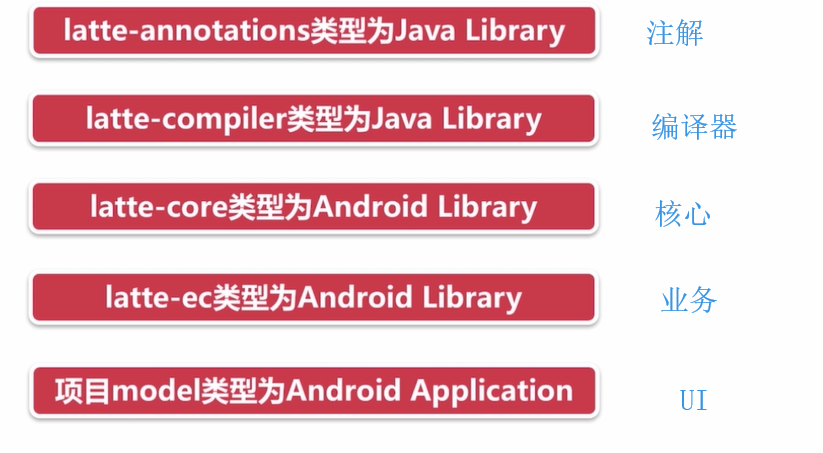 latte-annotations类型为Java Library 注解
latte-compiler类型为Java Library 编译器
latte-core类型为Android Library 核心
latte-ec类型为Android Library 业务
项目model类型为Android Application UI